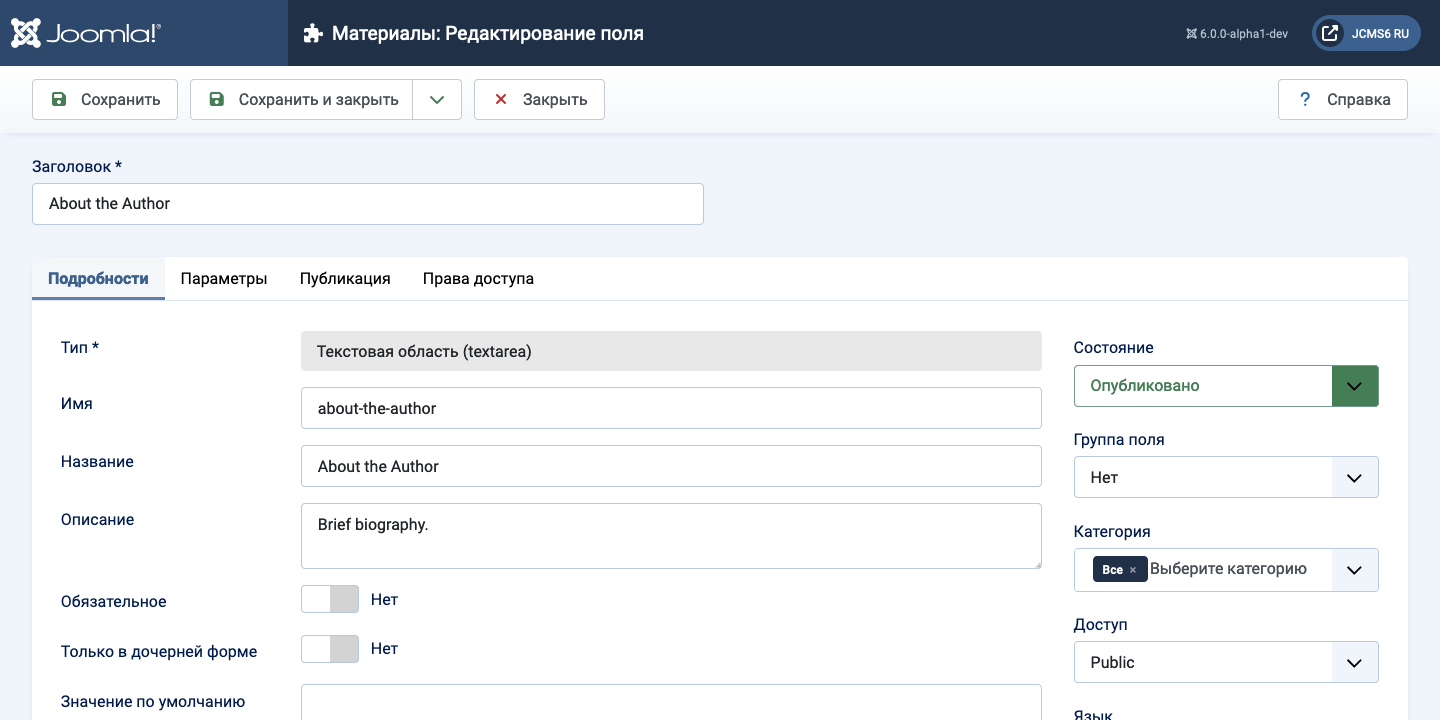 Joomla!
Материалы: Редактирование поля
6.0.0-alpha1-dev
JCMS6 RU
Сохранить
Сохранить и закрыть
Закрыть
? Справка
Заголовок *
About the Author
Подробности Параметры Публикация Права доступа
Тип *
Текстовая область (textarea)
Имя
about-the-author
Название
About the Author
Описание
Brief biography.
Обязательное
Нет
Только в дочерней форме
Нет
Значение по умолчанию
Состояние
Опубликовано
Группа поля
Нет
Категория
Все × Выберите категорию
Доступ
Public
Язык